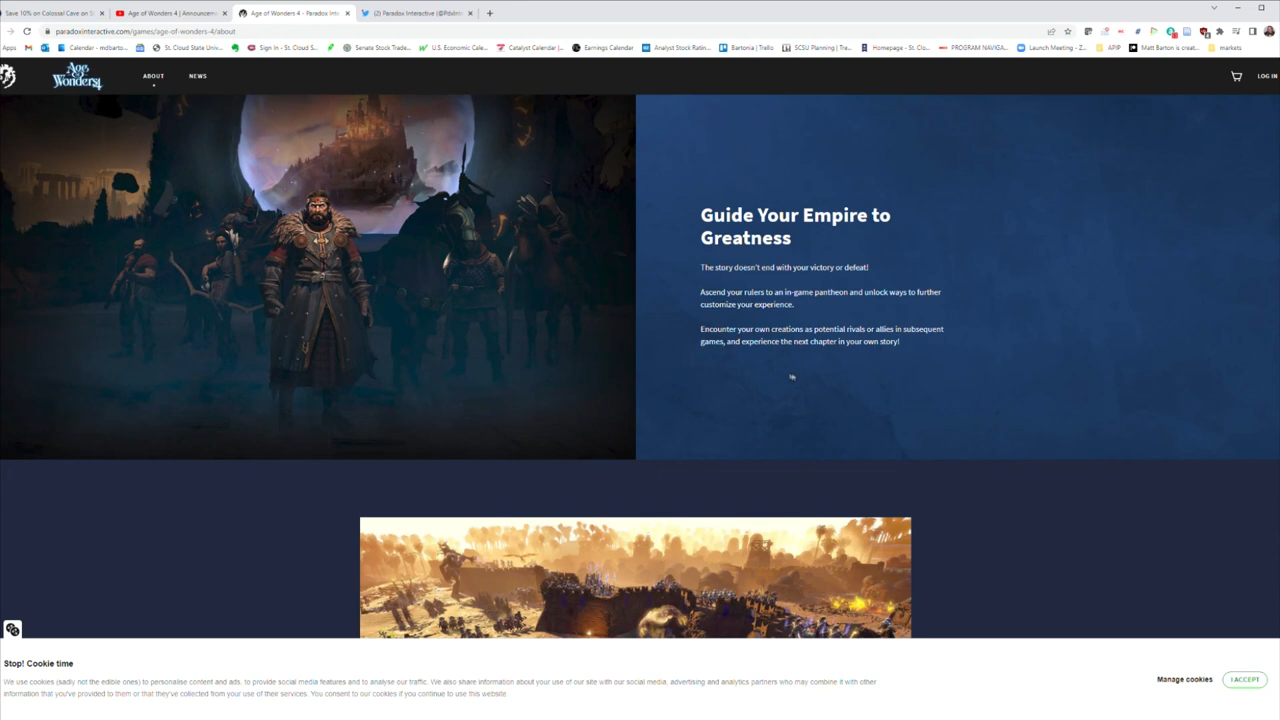 Save 10% on Colossal Cave on S
Age of Wonders 4 | Announcem
Age of Wonders 4 - Paradox Inte
(2) Paradox Interactive (@PdxInt
paradoxinteractive.com/games/age-of-wonders-4/about
Apps
Calendar - mdbarto...
St. Cloud State Univ...
Sign In - St. Cloud S...
Senate Stock Trade...
U.S. Economic Cale...
Catalyst Calendar |...
Earnings Calendar
Analyst Stock Ratin...
Bartonia | Trello
SCSU Planning | Tre...
Homepage - St. Clo...
PROGRAM NAVIGA...
Launch Meeting - Z...
APIP
Matt Barton is creat...
markets
Age of Wonders 4
ABOUT
NEWS
LOG IN
Guide Your Empire to
Greatness
The story doesn't end with your victory or defeat!
Ascend your rulers to an in-game pantheon and unlock ways to further
customize your experience.
Encounter your own creations as potential rivals or allies in subsequent
games, and experience the next chapter in your own story!
Stop! Cookie time
We use cookies (sadly not the edible ones) to personalise content and ads, to provide social media features and to analyse our traffic. We also share information about your use of our site with our social media, advertising and analytics partners who may combine it with other
information that you've provided to them or that they've collected from your use of their services. You consent to our cookies if you continue to use this website
Manage cookies
I ACCEPT